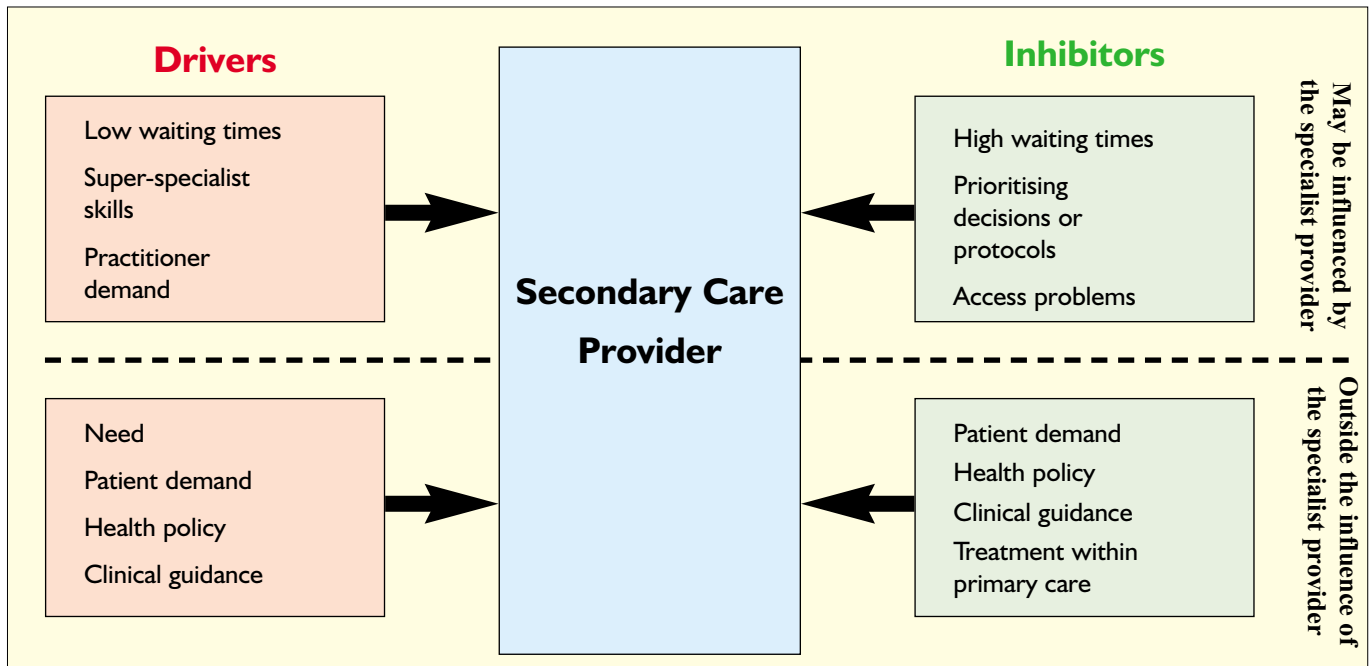 Drivers
Low waiting times
Super-specialist
skills
Practitioner
demand
Need
Patient demand
Health policy
Clinical guidance
Secondary Care
Provider
Inhibitors
High waiting times
Prioritising
decisions or
protocols
Access problems
Patient demand
Health policy
Clinical guidance
Treatment within
primary care
May be influenced by
the specialist provider
Outside the influence of
the specialist provider